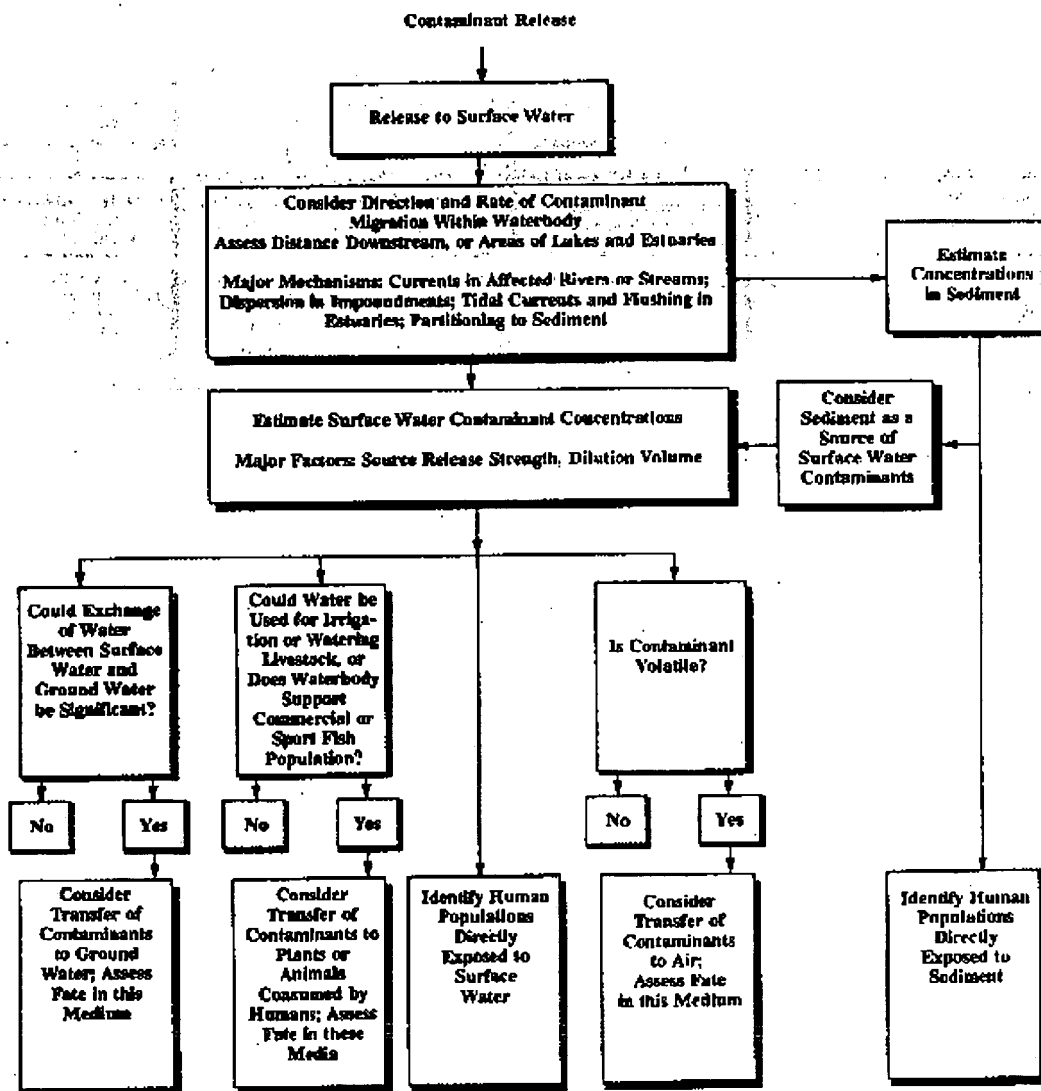 Contaminant Release
Release to Surface Water
Consider Direction and Rate of Contaminant
Migration Within Waterbody
Assess Distance Downstream, or Areas of Lakes and Estuaries
Major Mechanisms: Currents in Affected Rivers or Streams;
Dispersion in Impoundments; Tidal Currents and Flushing in
Estuaries; Partitioning to Sediment
Estimate
Concentrations
in Sediment
Estimate Surface Water Contaminant Concentrations
Major Factors: Source Release Strength, Dilution Volume
Consider
Sediment as a
Source of
Surface Water
Contaminants
Could Exchange
of Water
Between Surface
Water and
Ground Water
be Significant?
Could Water be
Used for Irriga-
tion or Watering
Livestock, or
Does Waterbody
Support
Commercial or
Sport Fish
Population?
Is Contaminant
Volatile?
No
Yes
No
Yes
No
Yes
Consider
Transfer of
Contaminants
to Ground
Water; Assess
Fate in this
Medium
Consider
Transfer of
Contaminants to
Plants or
Animals
Consumed by
Humans; Assess
Fate in these
Media
Identify Human
Populations
Directly
Exposed to
Surface
Water
Consider
Transfer of
Contaminants
to Air;
Assess Fate
in this Medium
Identify Human
Populations
Directly
Exposed to
Sediment